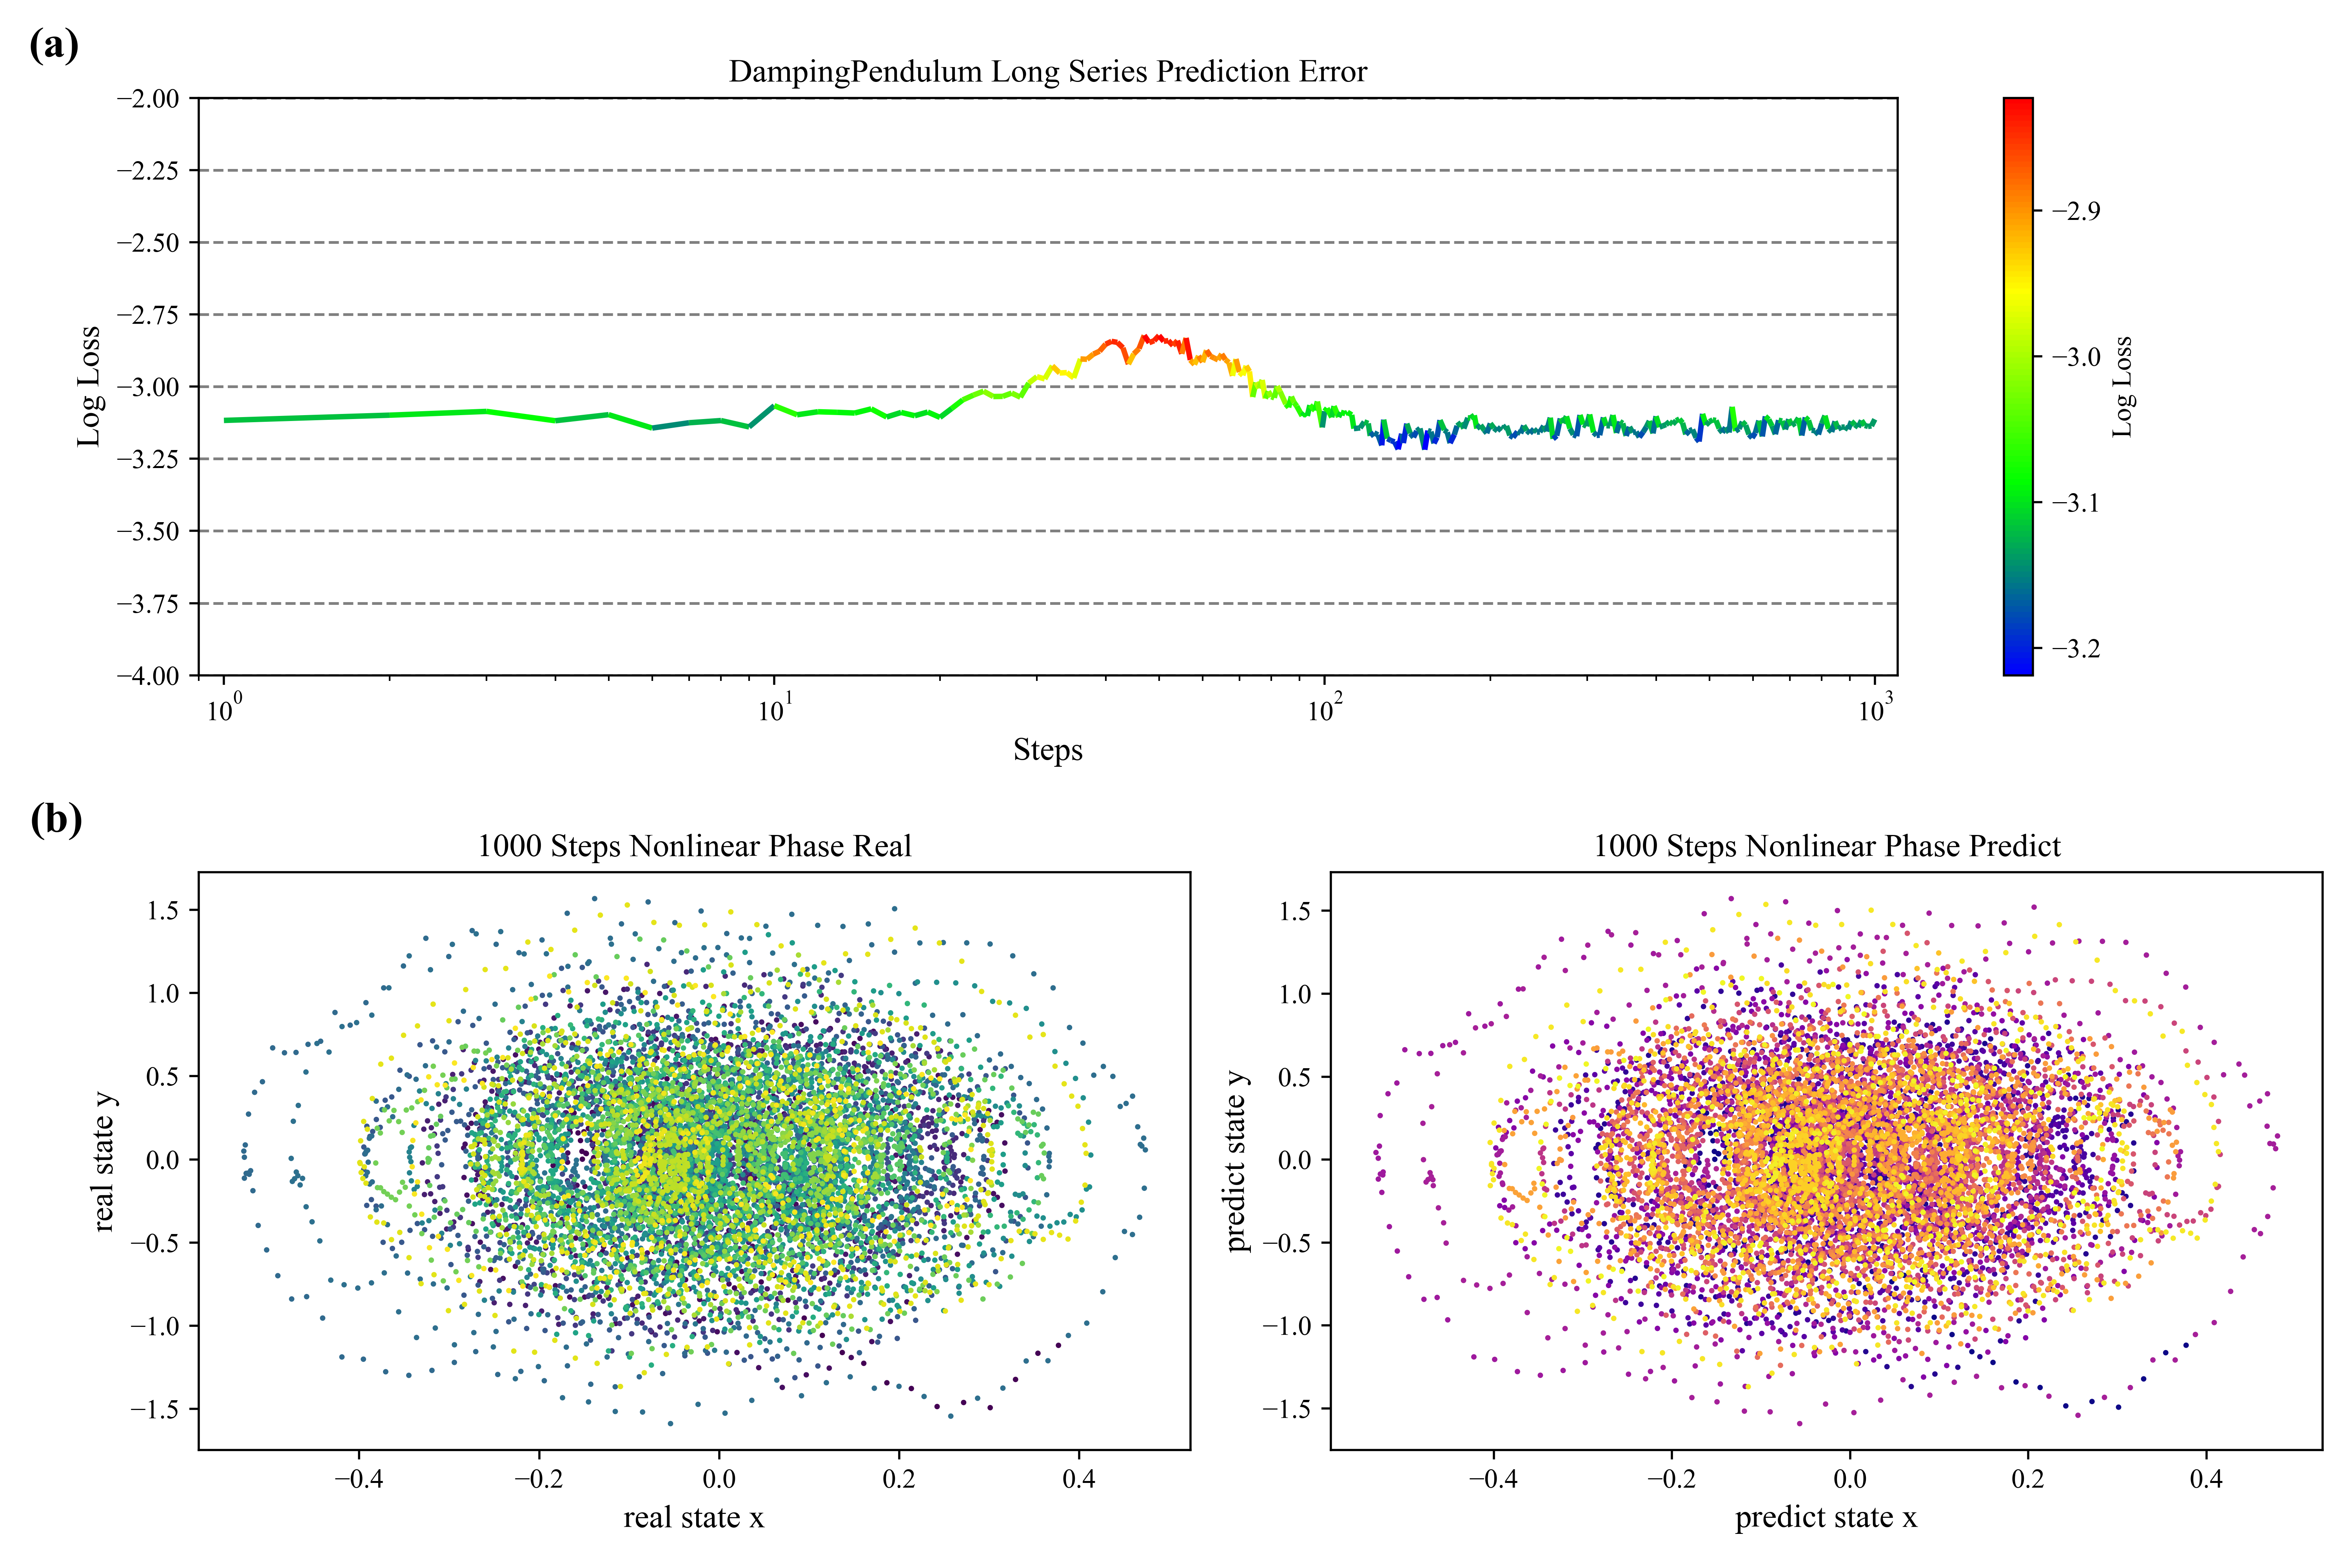 (a)
DampingPendulum Long Series Prediction Error
−2.00
−2.25
−2.50
−2.75
−3.00
−3.25
−3.50
−3.75
−4.00
Log Loss
10^0 10^1 10^2 10^3
Steps
−2.9
−3.0
−3.1
−3.2
Log Loss
(b)
1000 Steps Nonlinear Phase Real
1.5
1.0
0.5
0.0
−0.5
−1.0
−1.5
real state y
−0.4 −0.2 0.0 0.2 0.4
real state x
1000 Steps Nonlinear Phase Predict
1.5
1.0
0.5
0.0
−0.5
−1.0
−1.5
predict state y
−0.4 −0.2 0.0 0.2 0.4
predict state x